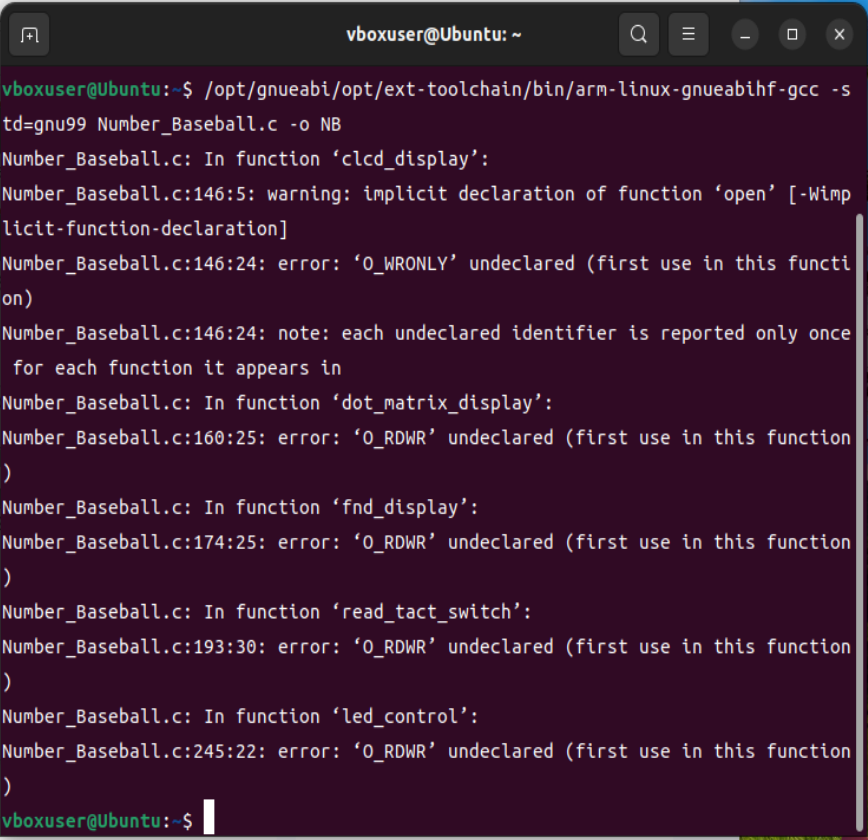 vboxuser@Ubuntu: ~
vboxuser@Ubuntu:~$ /opt/gnueabi/opt/ext-toolchain/bin/arm-linux-gnueabihf-gcc -s
td=gnu99 Number_Baseball.c -o NB
Number_Baseball.c: In function ‘clcd_display’:
Number_Baseball.c:146:5: warning: implicit declaration of function ‘open’ [-Wimp
licit-function-declaration]
Number_Baseball.c:146:24: error: ‘O_WRONLY’ undeclared (first use in this functi
on)
Number_Baseball.c:146:24: note: each undeclared identifier is reported only once
 for each function it appears in
Number_Baseball.c: In function ‘dot_matrix_display’:
Number_Baseball.c:160:25: error: ‘O_RDWR’ undeclared (first use in this function
)
Number_Baseball.c: In function ‘fnd_display’:
Number_Baseball.c:174:25: error: ‘O_RDWR’ undeclared (first use in this function
)
Number_Baseball.c: In function ‘read_tact_switch’:
Number_Baseball.c:193:30: error: ‘O_RDWR’ undeclared (first use in this function
)
Number_Baseball.c: In function ‘led_control’:
Number_Baseball.c:245:22: error: ‘O_RDWR’ undeclared (first use in this function
)
vboxuser@Ubuntu:~$